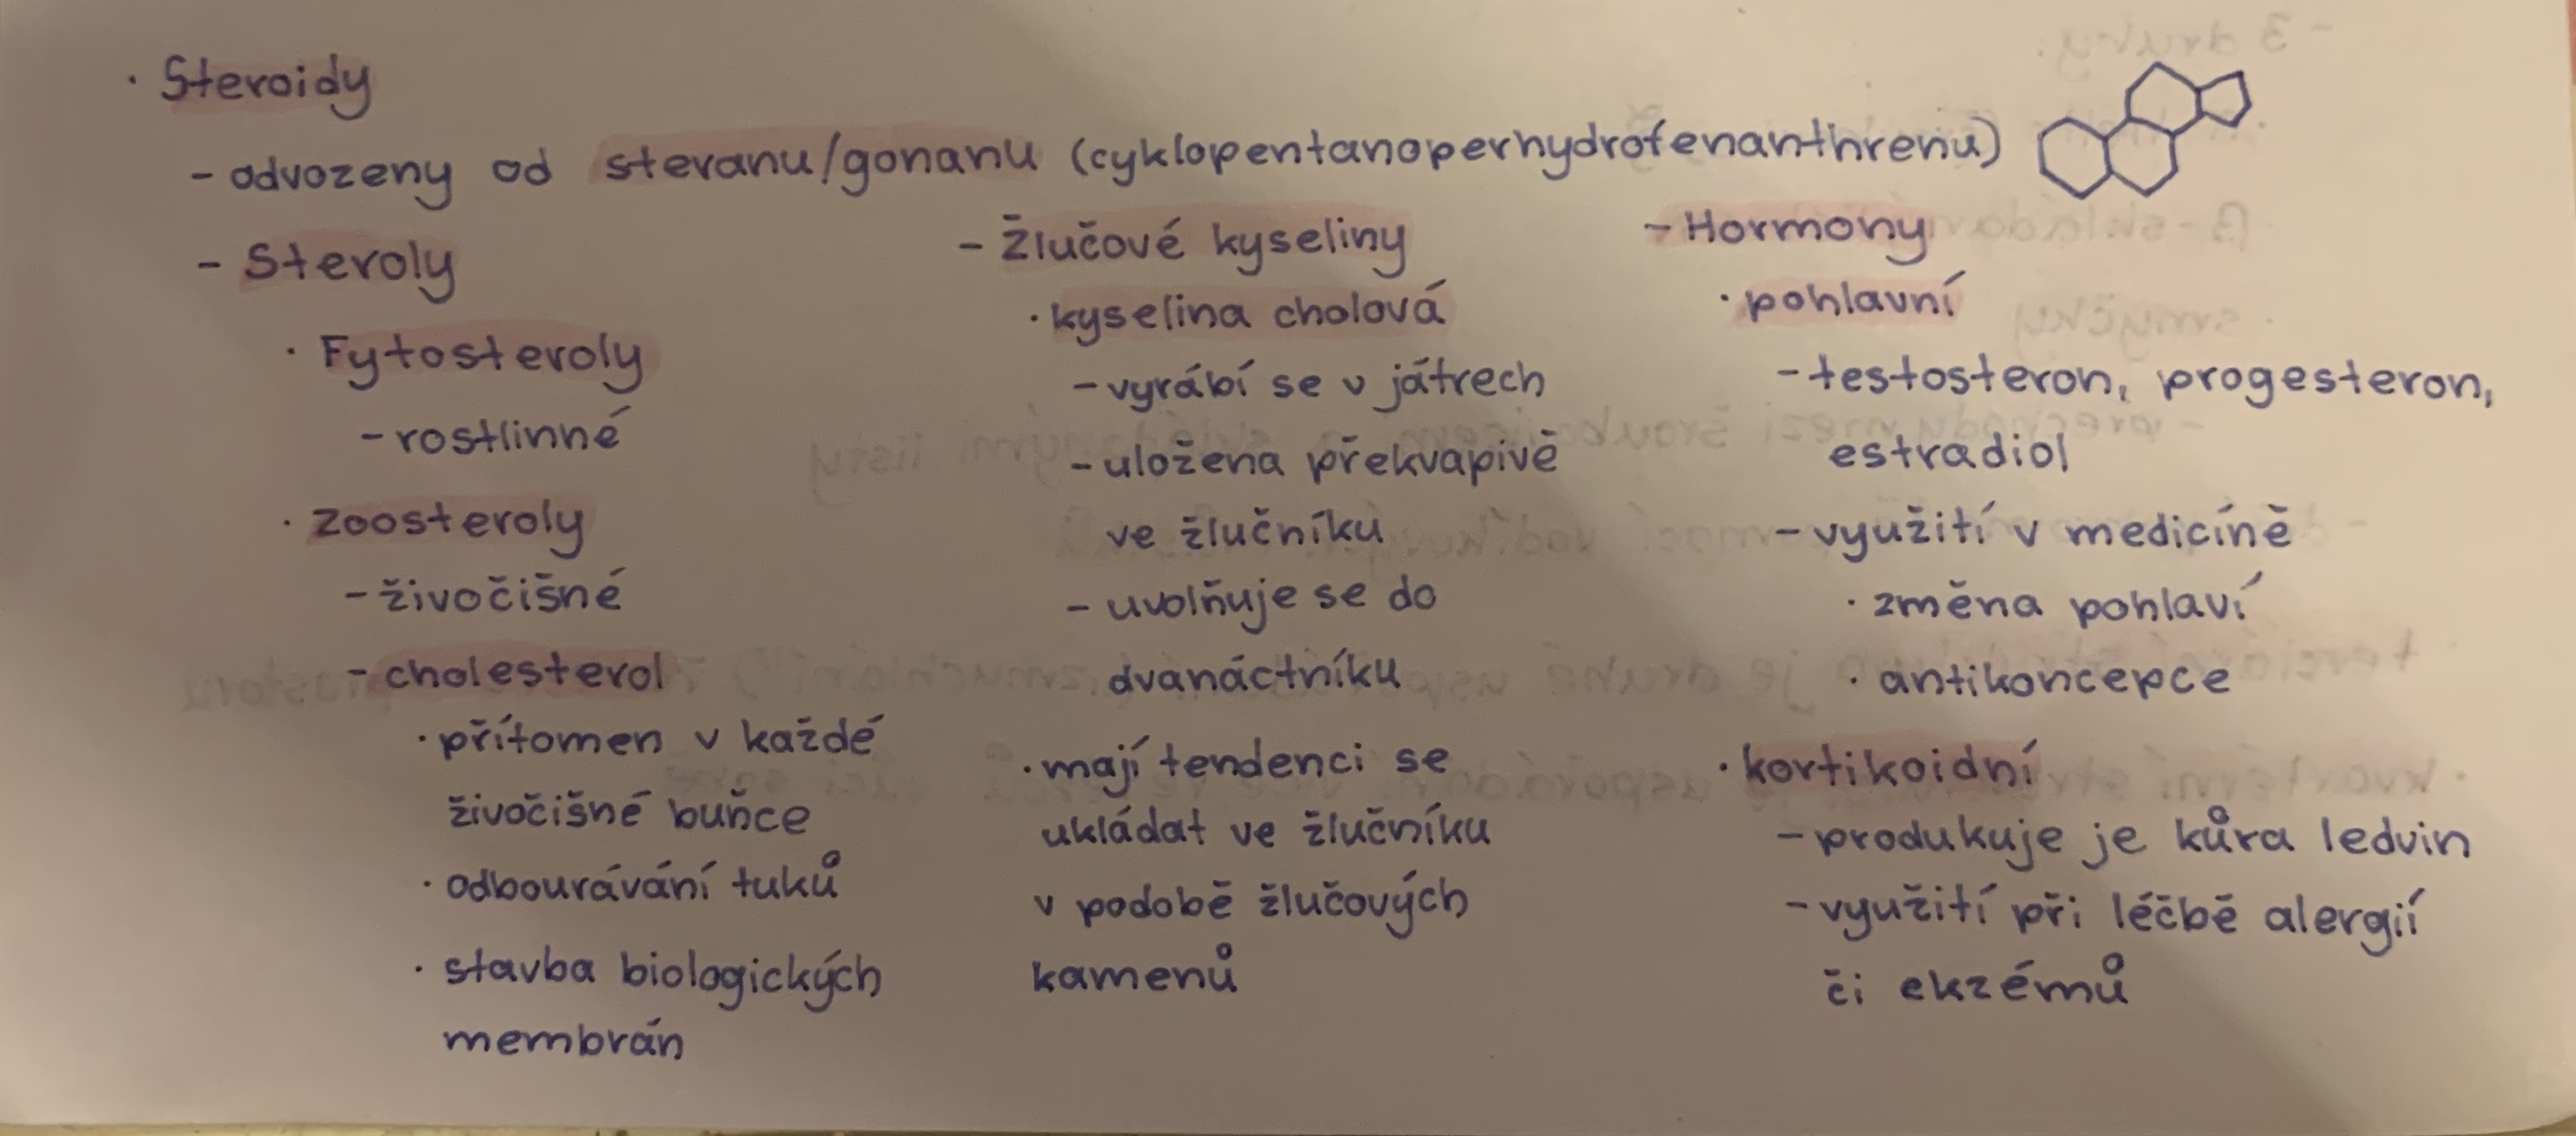 · Steroidy
- odvozeny od steranu/gonanu (cyklopentanoperhydrofenanthrenu)
- Steroly
· Fytosteroly
- rostlinné
· zoosteroly
- živočišné
- cholesterol
· přítomen v každé
živočišné buňce
· odbourávání tuků
· stavba biologických
membrán
- Žlučové kyseliny
· kyselina cholová
- vyrábí se v játrech
- uložena překvapivě
ve žlučníku
- uvolňuje se do
dvanáctníku
· mají tendenci se
ukládat ve žlučníku
v podobě žlučových
kamenů
- Hormony
· pohlavní
- testosteron, progesteron,
estradiol
- využití v medicíně
· změna pohlaví
· antikoncepce
· kortikoidní
- produkuje je kůra ledvin
- využití při léčbě alergií
či ekzémů